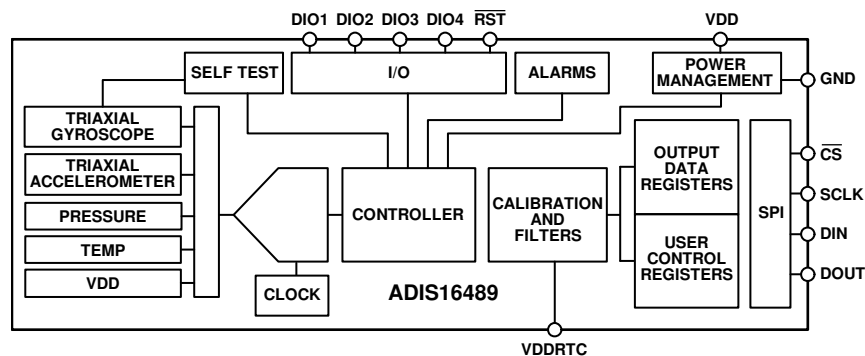 DIO1 DIO2 DIO3 DIO4 RST VDD
SELF TEST
I/O
ALARMS
POWER
MANAGEMENT
GND
TRIAXIAL
GYROSCOPE
TRIAXIAL
ACCELEROMETER
PRESSURE
TEMP
VDD
CLOCK
CONTROLLER
CALIBRATION
AND
FILTERS
OUTPUT
DATA
REGISTERS
USER
CONTROL
REGISTERS
SPI
CS
SCLK
DIN
DOUT
ADIS16489
VDDRTC